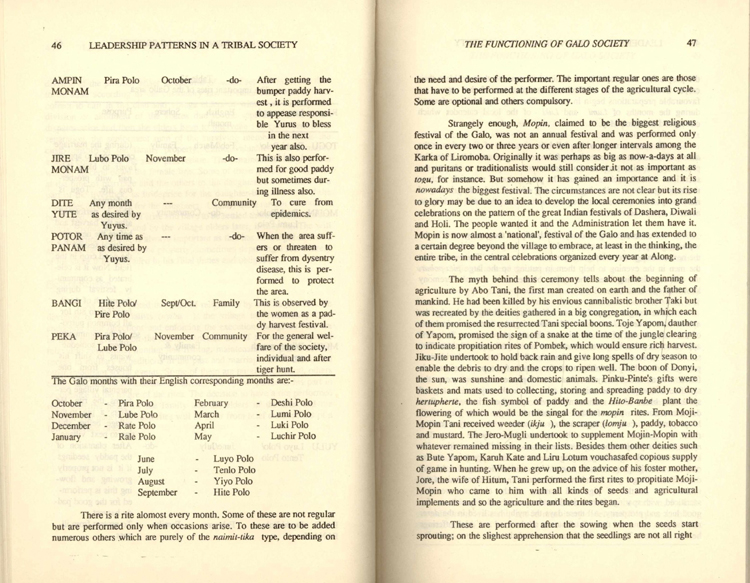 46 LEADERSHIP PATTERNS IN A TRIBAL SOCIETY
AMPIN Pira Polo October -do- After getting the
MONAM bumper paddy harv-
est , it is performed
to appease responsi-
ble Yurus to bless
in the next
year also.
JIRE Lubo Polo November -do- This is also perfor-
MONAM med for good paddy
but sometimes dur-
ing illness also.
DITE Any month --- Community To cure from
YUTE as desired by epidemics.
Yuyus.
POTOR Any time as --- -do- When the area suff-
PANAM as desired by ers or threaten to
Yuyus. suffer from dysentry
disease, this is per-
formed to protect
the area.
BANGI Hite Polo/ Sept/Oct. Family This is observed by
Pire Polo the women as a pad-
dy harvest festival.
PEKA Pira Polo/ November Community For the general wel-
Lube Polo fare of the society,
individual and after
tiger hunt.
The Galo months with their English corresponding months are:-
October - Pira Polo February - Deshi Polo
November - Lube Polo March - Lumi Polo
December - Rate Polo April - Luki Polo
January - Rale Polo May - Luchir Polo
June - Luyo Polo
July - Tenlo Polo
August - Yiyo Polo
September - Hite Polo
There is a rite alomost every month. Some of these are not regular
but are performed only when occasions arise. To these are to be added
numerous others which are purely of the naimit-tika type, depending on
THE FUNCTIONING OF GALO SOCIETY 47
the need and desire of the performer. The important regular ones are those
that have to be performed at the different stages of the agricultural cycle.
Some are optional and others compulsory.
Strangely enough, Mopin, claimed to be the biggest religious
festival of the Galo, was not an annual festival and was performed only
once in every two or three years or even after longer intervals among the
Karka of Liromoba. Originally it was perhaps as big as now-a-days at all
and puritans or traditionalists would still consider it not as important as
togu, for instance. But somehow it has gained an importance and it is
nowadays the biggest festival. The circumstances are not clear but its rise
to glory may be due to an idea to develop the local ceremonies into grand
celebrations on the pattern of the great Indian festivals of Dashera, Diwali
and Holi. The people wanted it and the Administration let them have it.
Mopin is now almost a 'national', festival of the Galo and has extended to
a certain degree beyond the village to embrace, at least in the thinking, the
entire tribe, in the central celebrations organized every year at Along.
The myth behind this ceremony tells about the beginning of
agriculture by Abo Tani, the first man created on earth and the father of
mankind. He had been killed by his envious cannibalistic brother Taki but
was recreated by the deities gathered in a big congregation, in which each
of them promised the resurrected Tani special boons. Toje Yapom, dauther
of Yapom, promised the sign of a snake at the time of the jungle clearing
to indicate propitiation rites of Pombek, which would ensure rich harvest.
Jiku-Jite undertook to hold back rain and give long spells of dry season to
enable the debris to dry and the crops to ripen well. The boon of Donyi,
the sun, was sunshine and domestic animals. Pinku-Pinte's gifts were
baskets and mats used to collecting, storing and spreading paddy to dry
hertupherte, the fish symbol of paddy and the Hito-Banbe plant the
flowering of which would be the singal for the mopin rites. From Moji-
Mopin Tani received weeder (ikju ), the scraper (lomju ), paddy, tobacco
and mustard. The Jero-Mugli undertook to supplement Mojin-Mopin with
whatever remained missing in their lists. Besides them other deities such
as Bute Yapom, Karuh Kate and Liru Lotum vouchasafed copious supply
of game in hunting. When he grew up, on the advice of his foster mother,
Jore, the wife of Hitum, Tani performed the first rites to propitiate Moji-
Mopin who came to him with all kinds of seeds and agricultural
implements and so the agriculture and the rites began.
These are performed after the sowing when the seeds start
sprouting; on the slighest apprehension that the seedlings are not all right